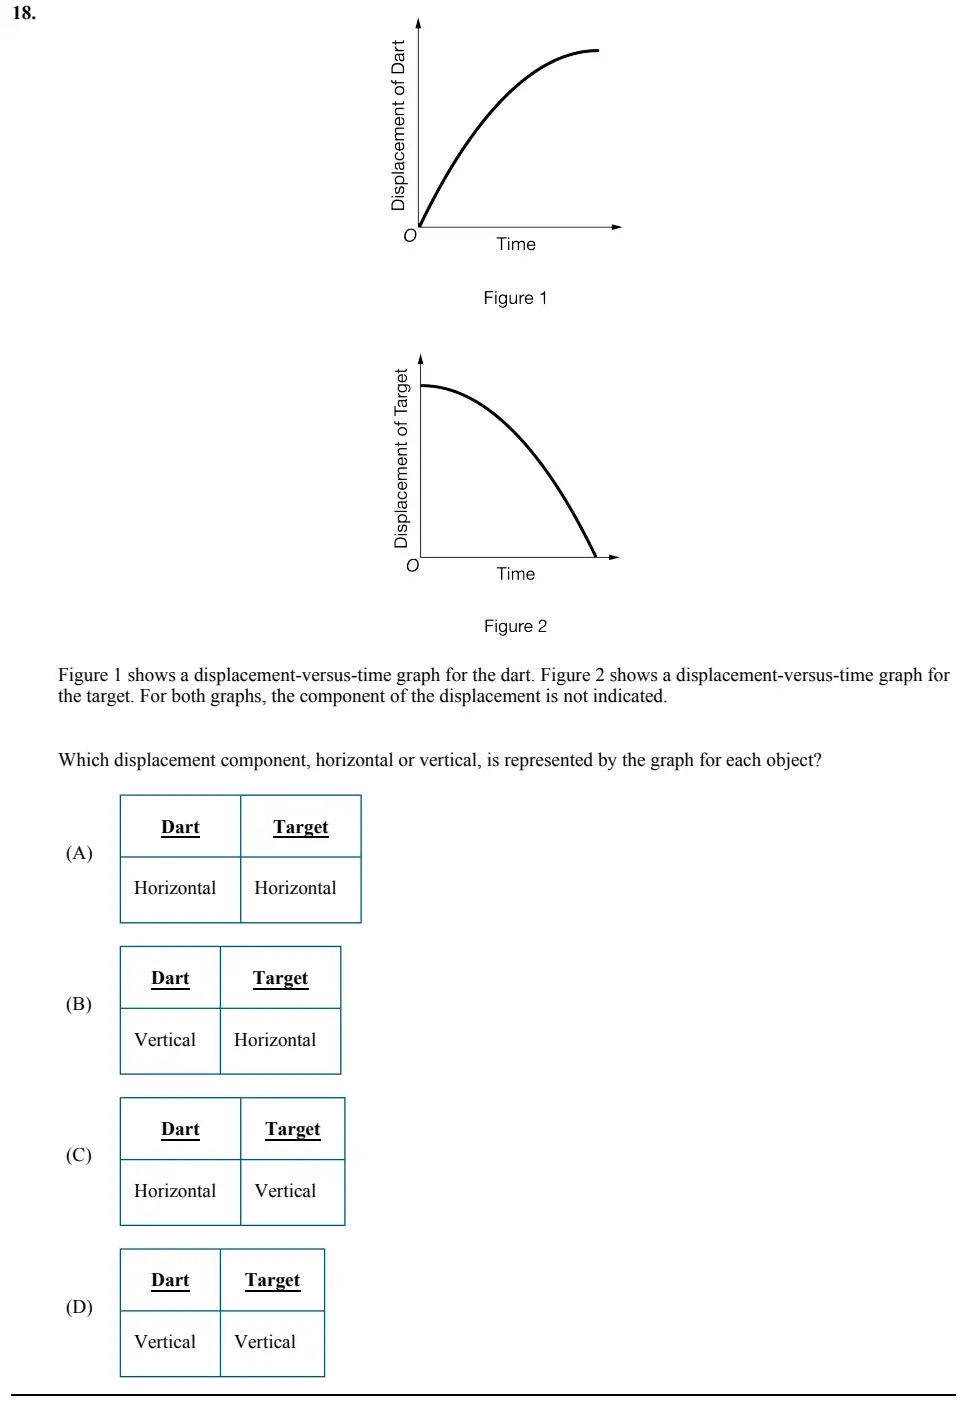 18.
Displacement of Dart
O
Time
Figure 1
Displacement of Target
O
Time
Figure 2
Figure 1 shows a displacement-versus-time graph for the dart. Figure 2 shows a displacement-versus-time graph for
the target. For both graphs, the component of the displacement is not indicated.
Which displacement component, horizontal or vertical, is represented by the graph for each object?
(A)
Dart Target
Horizontal Horizontal
(B)
Dart Target
Vertical Horizontal
(C)
Dart Target
Horizontal Vertical
(D)
Dart Target
Vertical Vertical